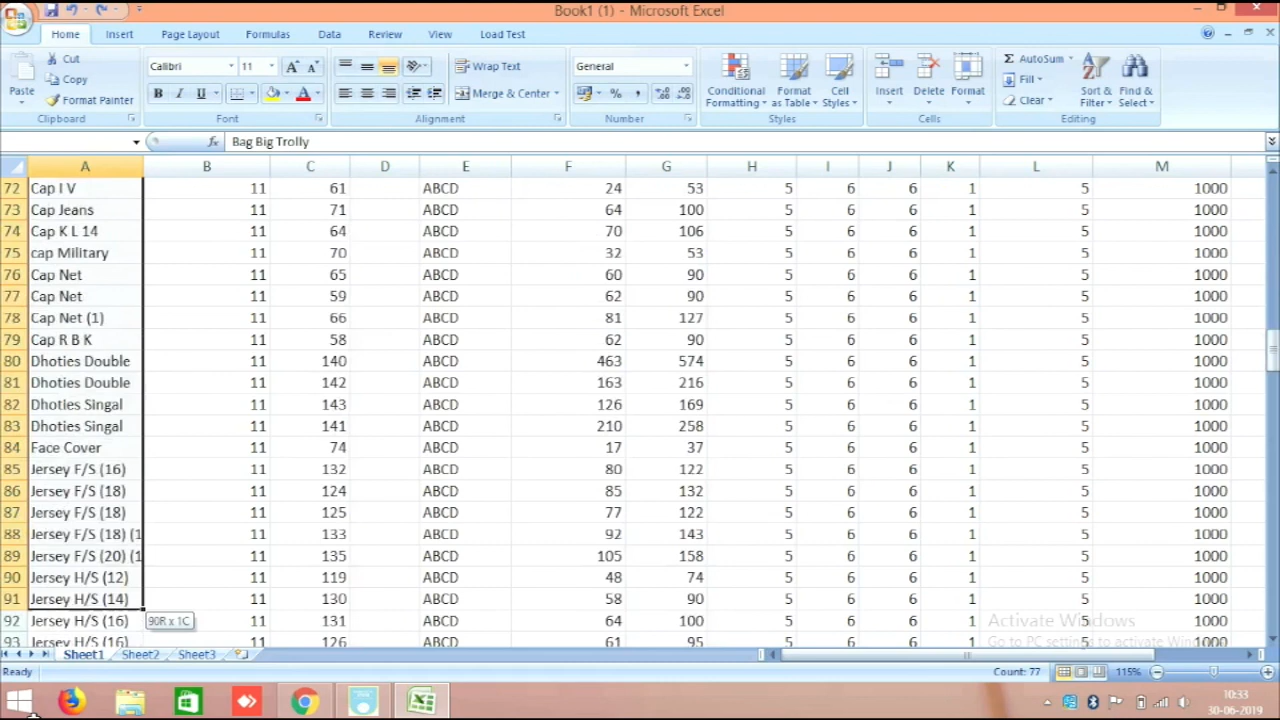 Book1 (1) - Microsoft Excel
Home Insert Page Layout Formulas Data Review View Load Test
Cut
Copy
Format Painter
Paste
Clipboard
Calibri 11
B I U
Font
Wrap Text
Merge & Center
Alignment
General
% ,
Number
Conditional Formatting
Format as Table
Cell Styles
Styles
Insert Delete Format
Cells
Σ AutoSum
Fill
Clear
Sort & Filter
Find & Select
Editing
fx Bag Big Trolly
A B C D E F G H I J K L M
72 Cap I V 11 61 ABCD 24 53 5 6 6 1 5 1000
73 Cap Jeans 11 71 ABCD 64 100 5 6 6 1 5 1000
74 Cap K L 14 11 64 ABCD 70 106 5 6 6 1 5 1000
75 cap Military 11 70 ABCD 32 53 5 6 6 1 5 1000
76 Cap Net 11 65 ABCD 60 90 5 6 6 1 5 1000
77 Cap Net 11 59 ABCD 62 90 5 6 6 1 5 1000
78 Cap Net (1) 11 66 ABCD 81 127 5 6 6 1 5 1000
79 Cap R B K 11 58 ABCD 62 90 5 6 6 1 5 1000
80 Dhoties Double 11 140 ABCD 463 574 5 6 6 1 5 1000
81 Dhoties Double 11 142 ABCD 163 216 5 6 6 1 5 1000
82 Dhoties Singal 11 143 ABCD 126 169 5 6 6 1 5 1000
83 Dhoties Singal 11 141 ABCD 210 258 5 6 6 1 5 1000
84 Face Cover 11 74 ABCD 17 37 5 6 6 1 5 1000
85 Jersey F/S (16) 11 132 ABCD 80 122 5 6 6 1 5 1000
86 Jersey F/S (18) 11 124 ABCD 85 132 5 6 6 1 5 1000
87 Jersey F/S (18) 11 125 ABCD 77 122 5 6 6 1 5 1000
88 Jersey F/S (18) (1 11 133 ABCD 92 143 5 6 6 1 5 1000
89 Jersey F/S (20) (1 11 135 ABCD 105 158 5 6 6 1 5 1000
90 Jersey H/S (12) 11 119 ABCD 48 74 5 6 6 1 5 1000
91 Jersey H/S (14) 11 130 ABCD 58 90 5 6 6 1 5 1000
92 Jersey H/S (16) 11 131 ABCD 64 100 5 6 6 1 5 1000
93 Jersey H/S (16) 11 126 ABCD 61 95 5 6 6 1 5 1000
90R x 1C
Activate Windows
Go to PC settings to activate Win
Sheet1 Sheet2 Sheet3
Ready Count: 77 115%
10:33
30-06-2019